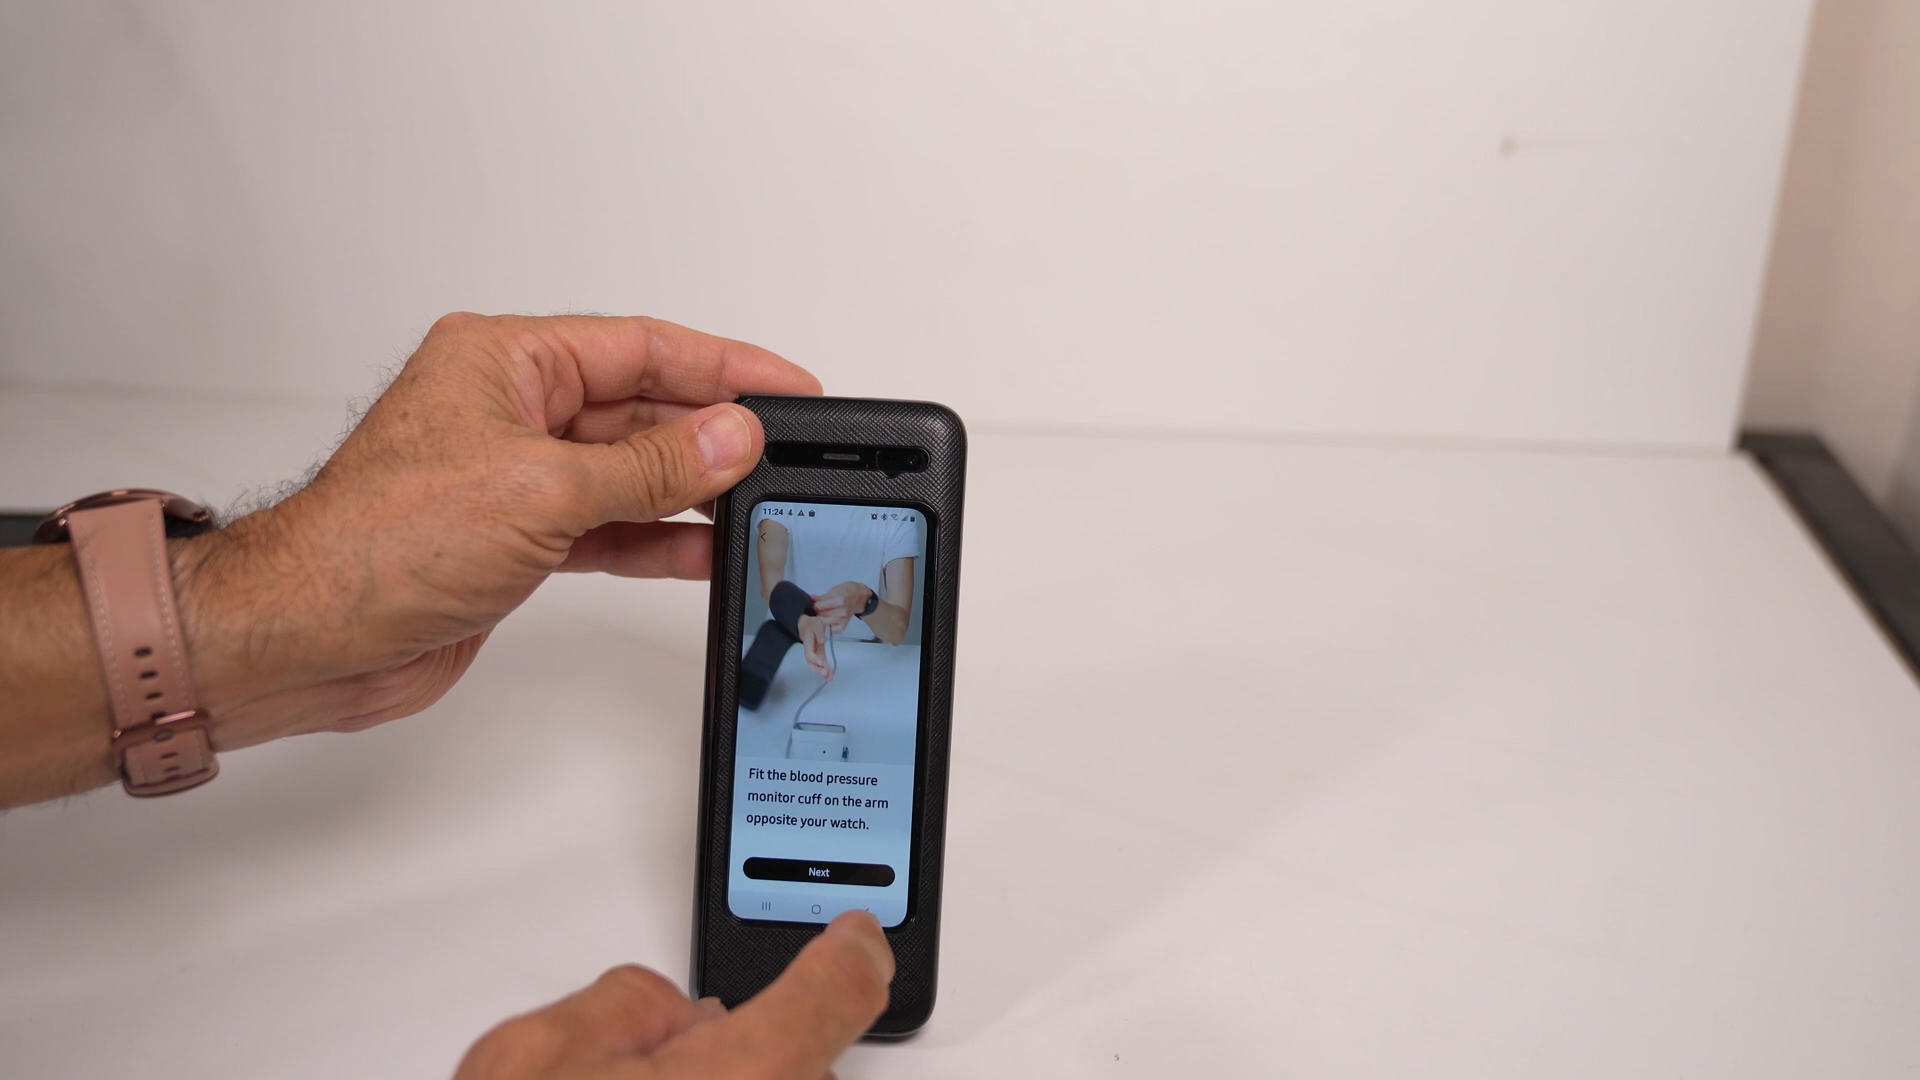 11:24
Fit the blood pressure
monitor cuff on the arm
opposite your watch.
Next